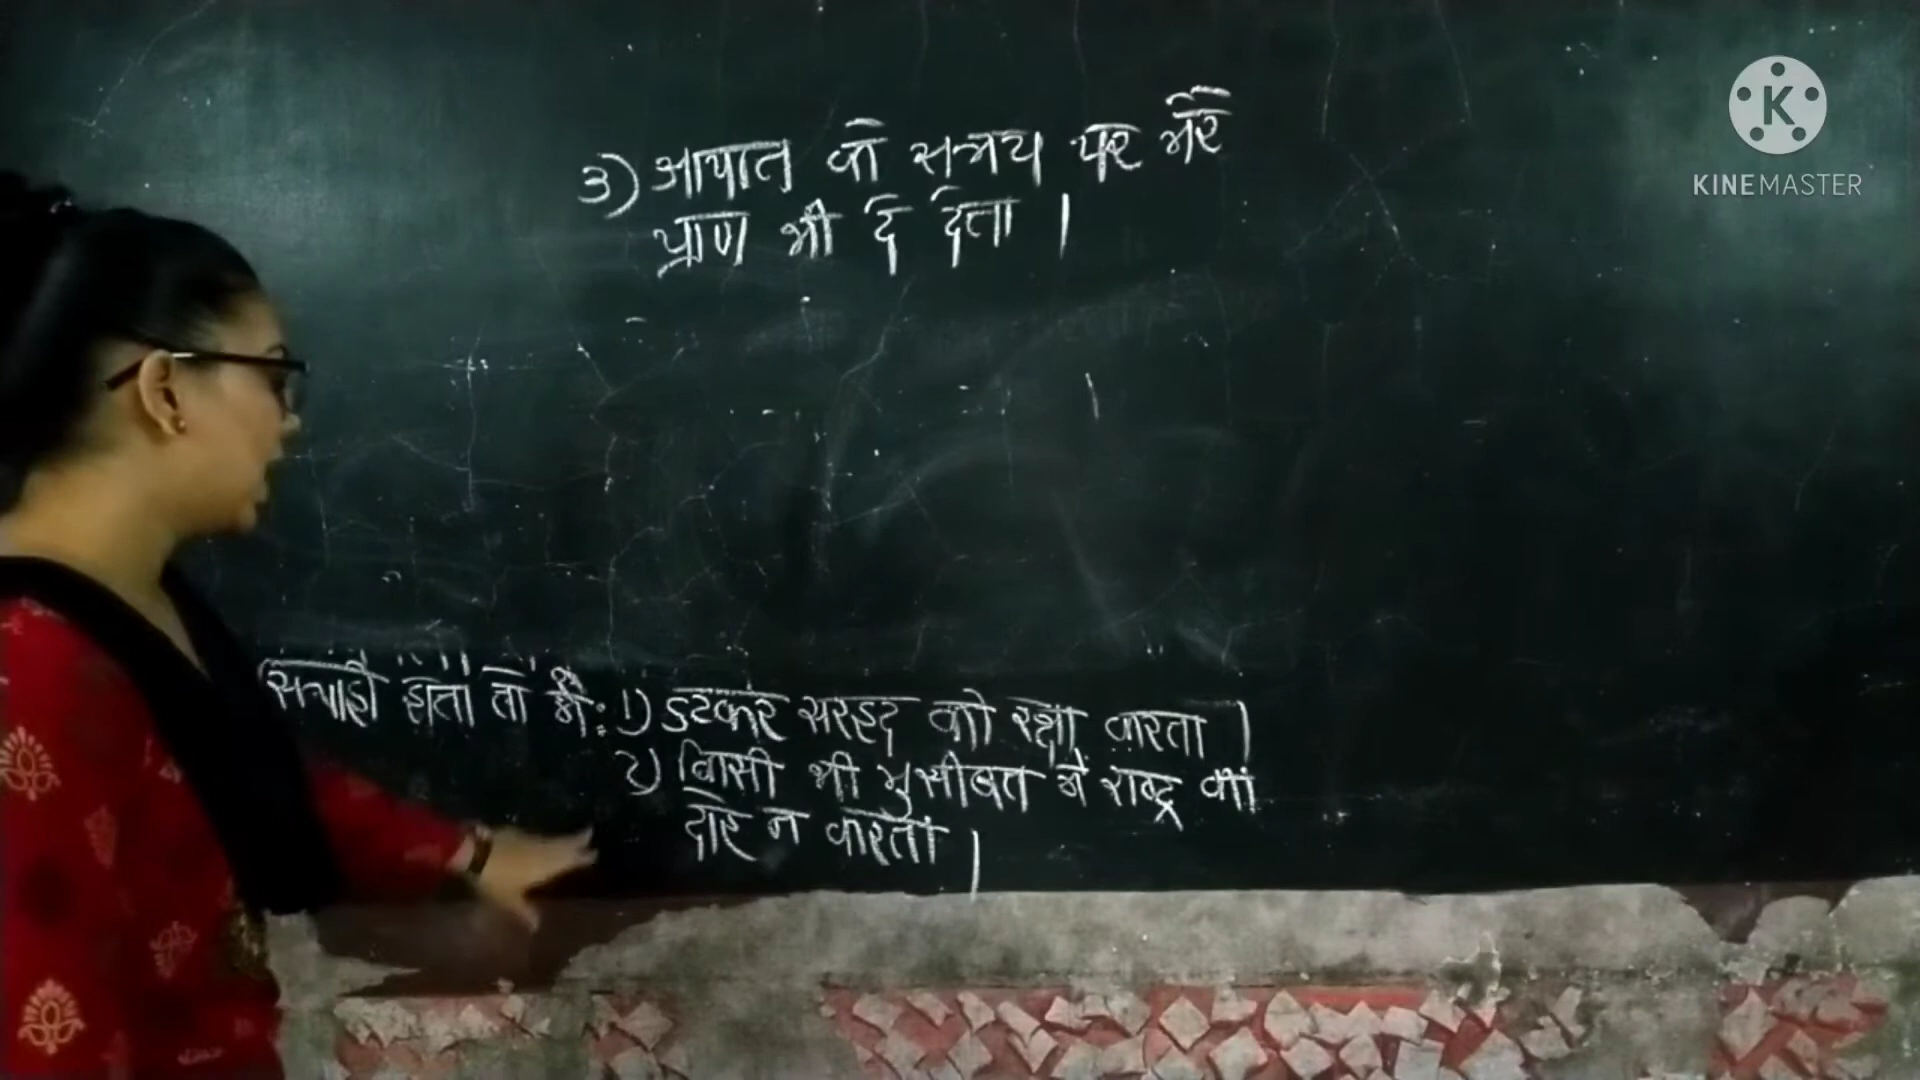 3) आपात के समय पर मेरे
प्राण भी दे देता ।
सिपाही होता तो मैं: 1) डटकर सरहद की रक्षा करता ।
2) किसी भी मुसीबत में राष्ट्र का
द्रोह न करता ।
KINEMASTER